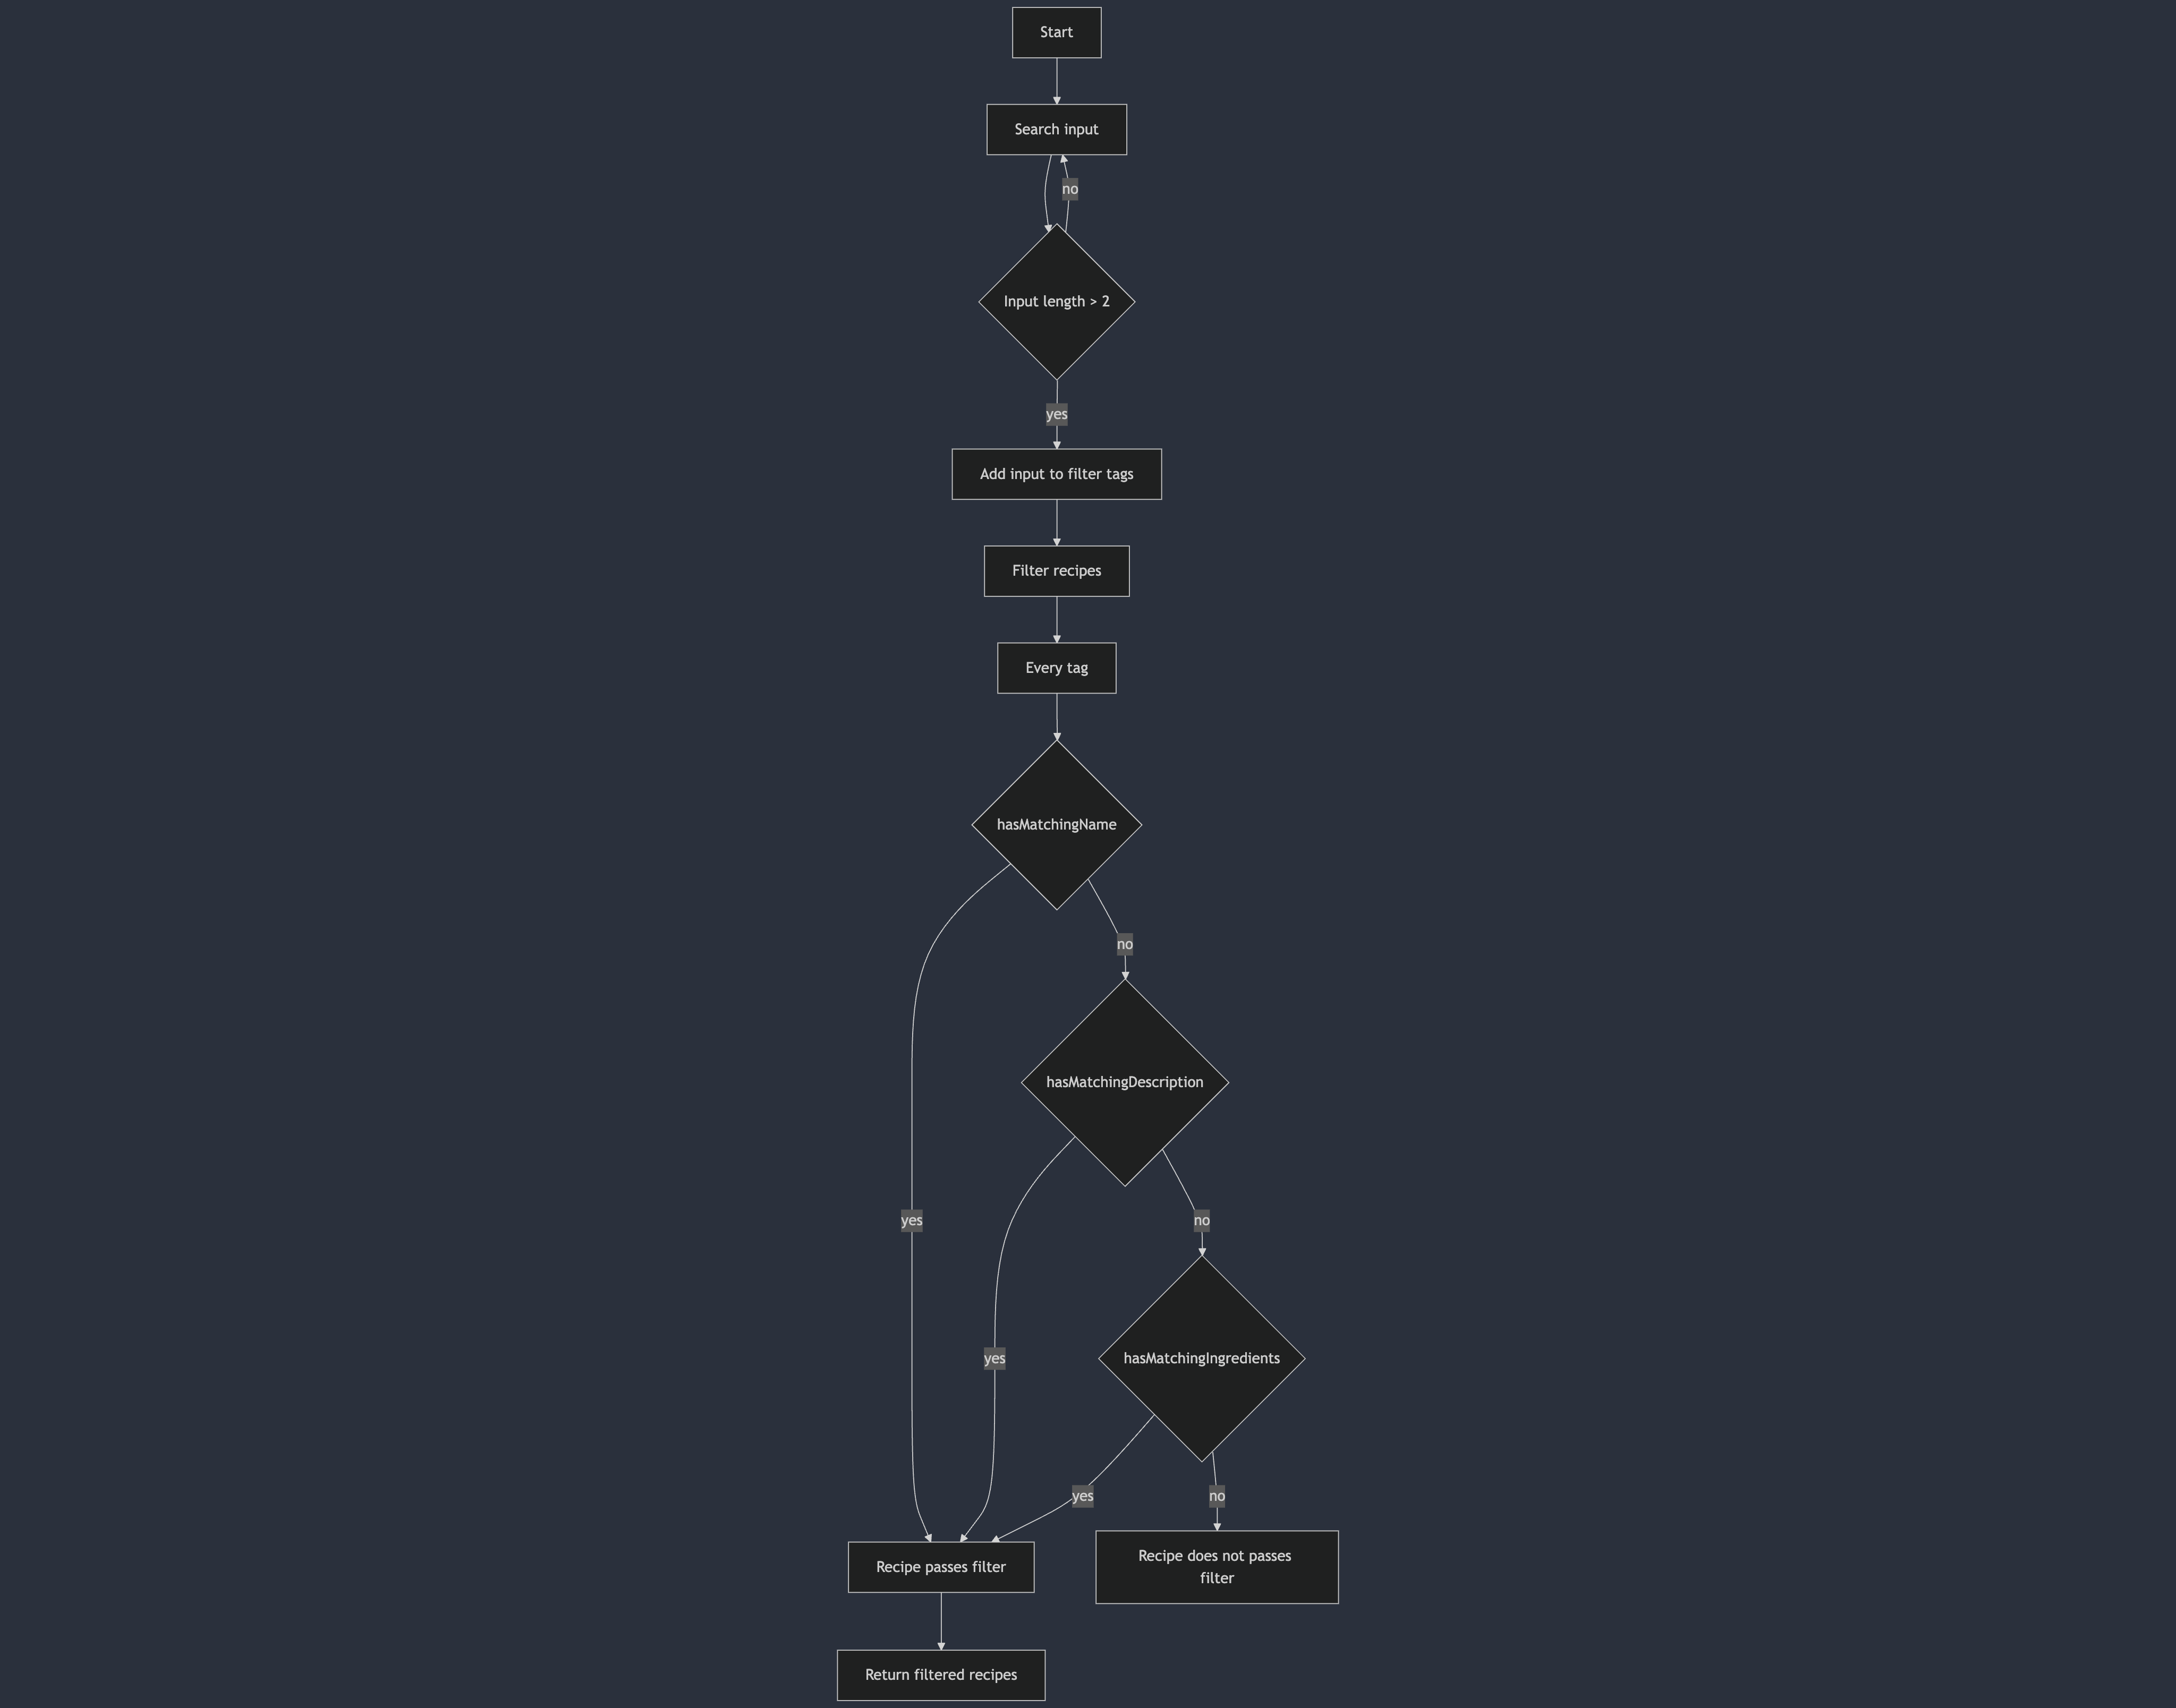 Start
Search input
no
Input length > 2
yes
Add input to filter tags
Filter recipes
Every tag
hasMatchingName
no
hasMatchingDescription
yes
no
yes
hasMatchingIngredients
yes
no
Recipe passes filter
Recipe does not passes
filter
Return filtered recipes